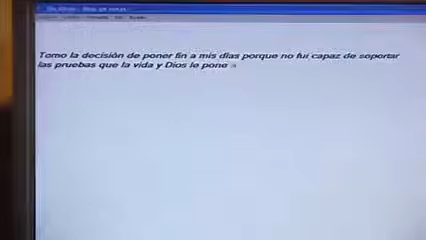 Tomo la decisión de poner fin a mis días porque no fui capaz de soportar
las pruebas que la vida y Dios le pone